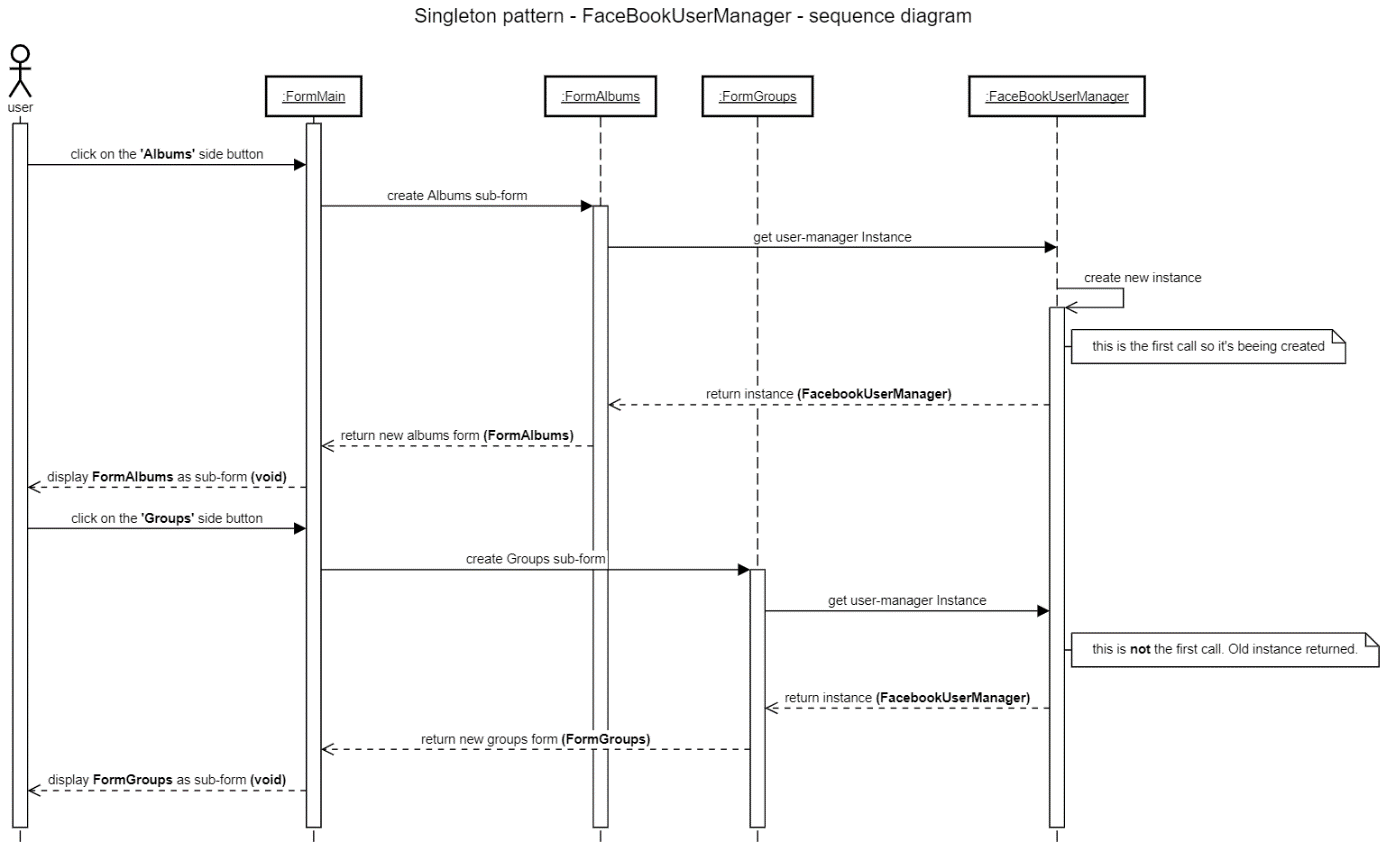 Singleton pattern - FaceBookUserManager - sequence diagram
user
:FormMain
:FormAlbums
:FormGroups
:FaceBookUserManager
click on the 'Albums' side button
create Albums sub-form
get user-manager Instance
create new instance
this is the first call so it's beeing created
return instance (FacebookUserManager)
return new albums form (FormAlbums)
display FormAlbums as sub-form (void)
click on the 'Groups' side button
create Groups sub-form
get user-manager Instance
this is not the first call. Old instance returned.
return instance (FacebookUserManager)
return new groups form (FormGroups)
display FormGroups as sub-form (void)